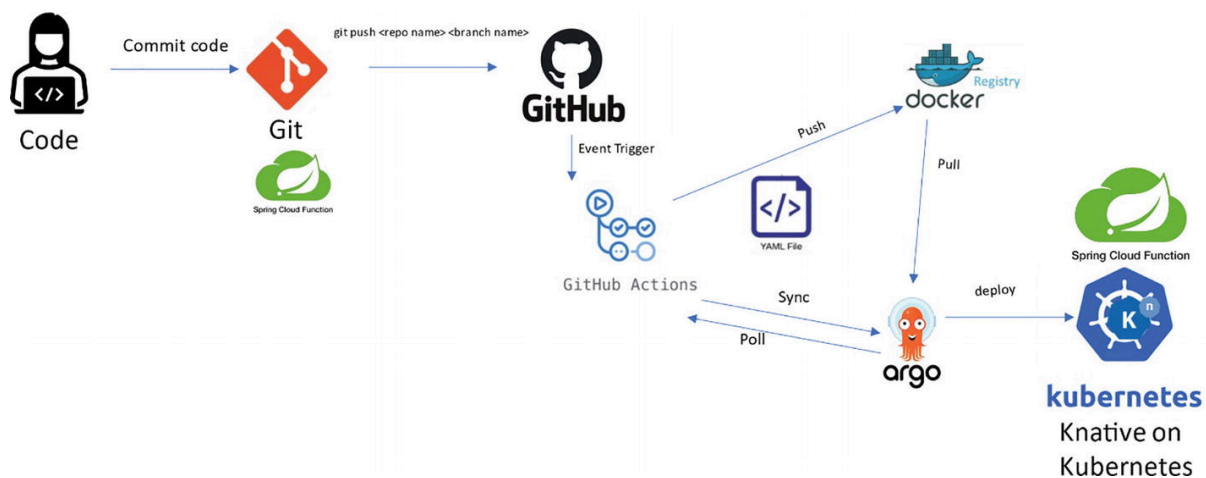 Commit code
git push <repo name> <branch name>
</>
Code
Git
Spring Cloud Function
GitHub
Event Trigger
GitHub Actions
Push
docker
Registry
Pull
</>
YAML File
Sync
Poll
argo
deploy
Spring Cloud Function
K
n
kubernetes
Knative on
Kubernetes